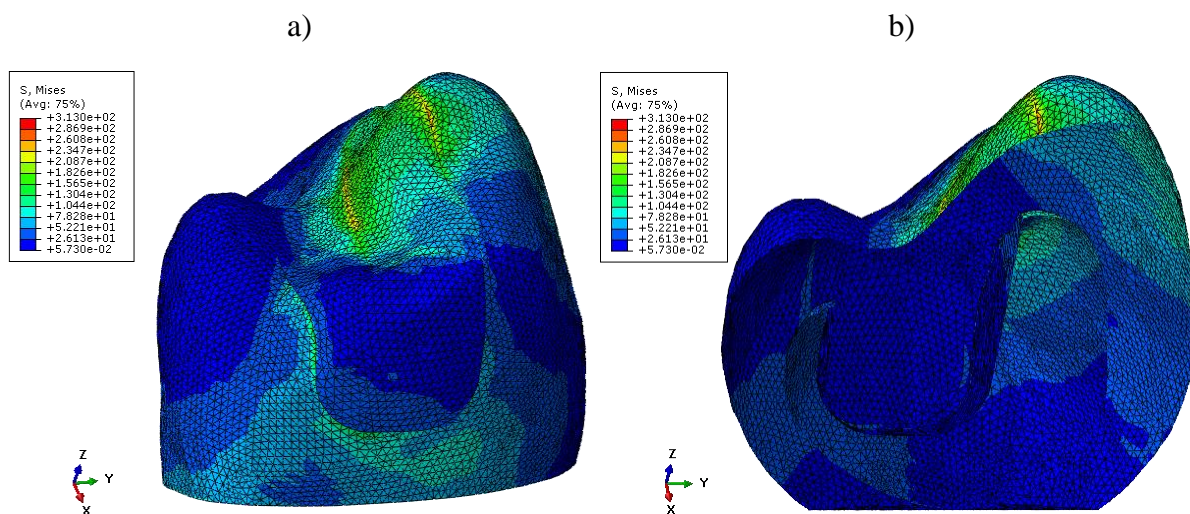 a)
b)
S, Mises
(Avg: 75%)
+3.130e+02
+2.869e+02
+2.608e+02
+2.347e+02
+2.087e+02
+1.826e+02
+1.565e+02
+1.304e+02
+1.044e+02
+7.828e+01
+5.221e+01
+2.613e+01
+5.730e-02
S, Mises
(Avg: 75%)
+3.130e+02
+2.869e+02
+2.608e+02
+2.347e+02
+2.087e+02
+1.826e+02
+1.565e+02
+1.304e+02
+1.044e+02
+7.828e+01
+5.221e+01
+2.613e+01
+5.730e-02
Z
Y
X
Z
Y
X